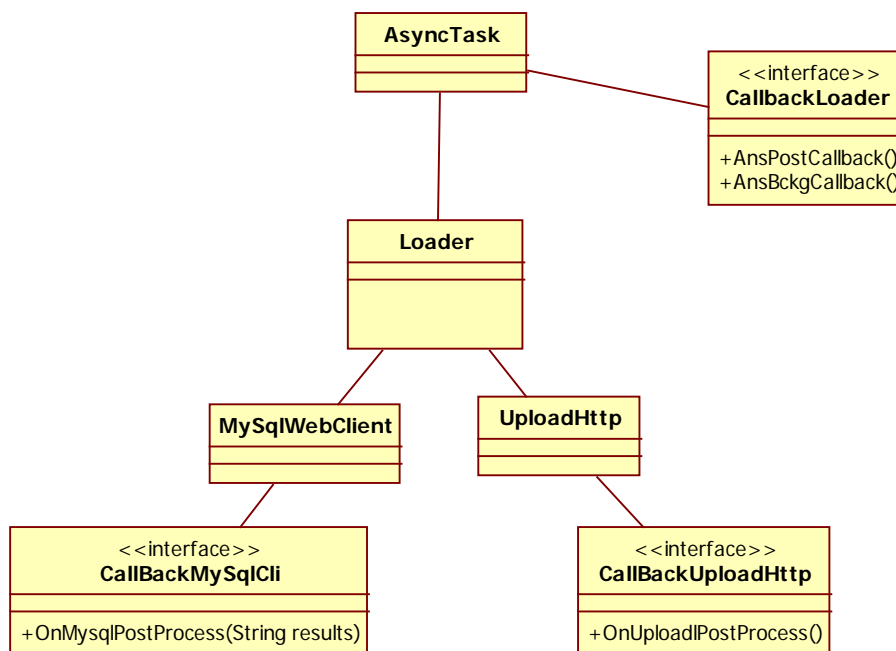 AsyncTask
<<interface>>
CallbackLoader
+AnsPostCallback()
+AnsBckgCallback()
Loader
MySqlWebClient
UploadHttp
<<interface>>
CallBackMySqlCli
+OnMysqlPostProcess(String results)
<<interface>>
CallBackUploadHttp
+OnUploadlPostProcess()